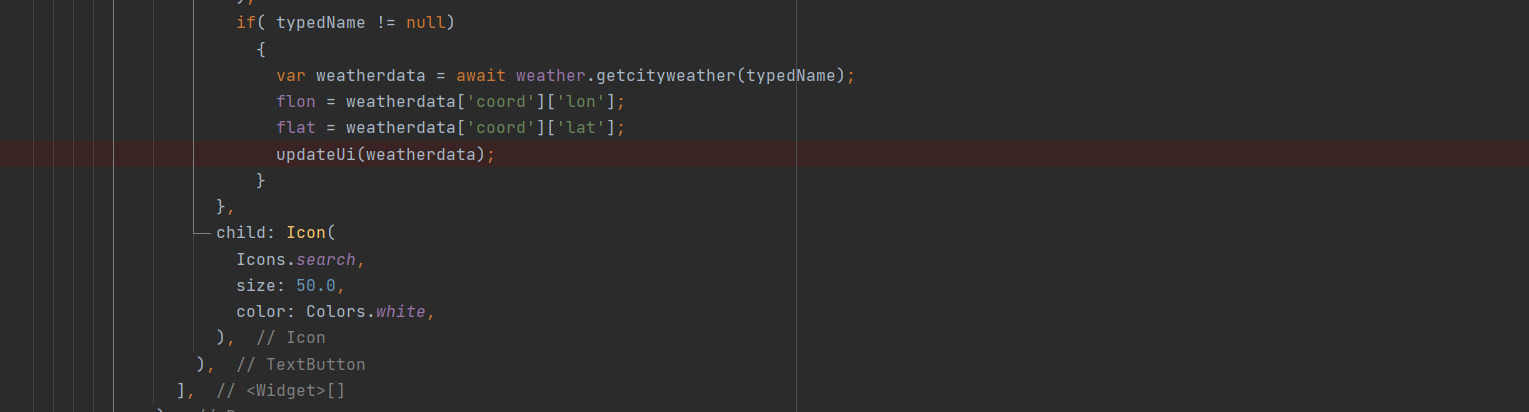 if( typedName != null)
{
var weatherdata = await weather.getcityweather(typedName);
flon = weatherdata['coord']['lon'];
flat = weatherdata['coord']['lat'];
updateUi(weatherdata);
}
},
child: Icon(
Icons.search,
size: 50.0,
color: Colors.white,
), // Icon
), // TextButton
], // <Widget>[]